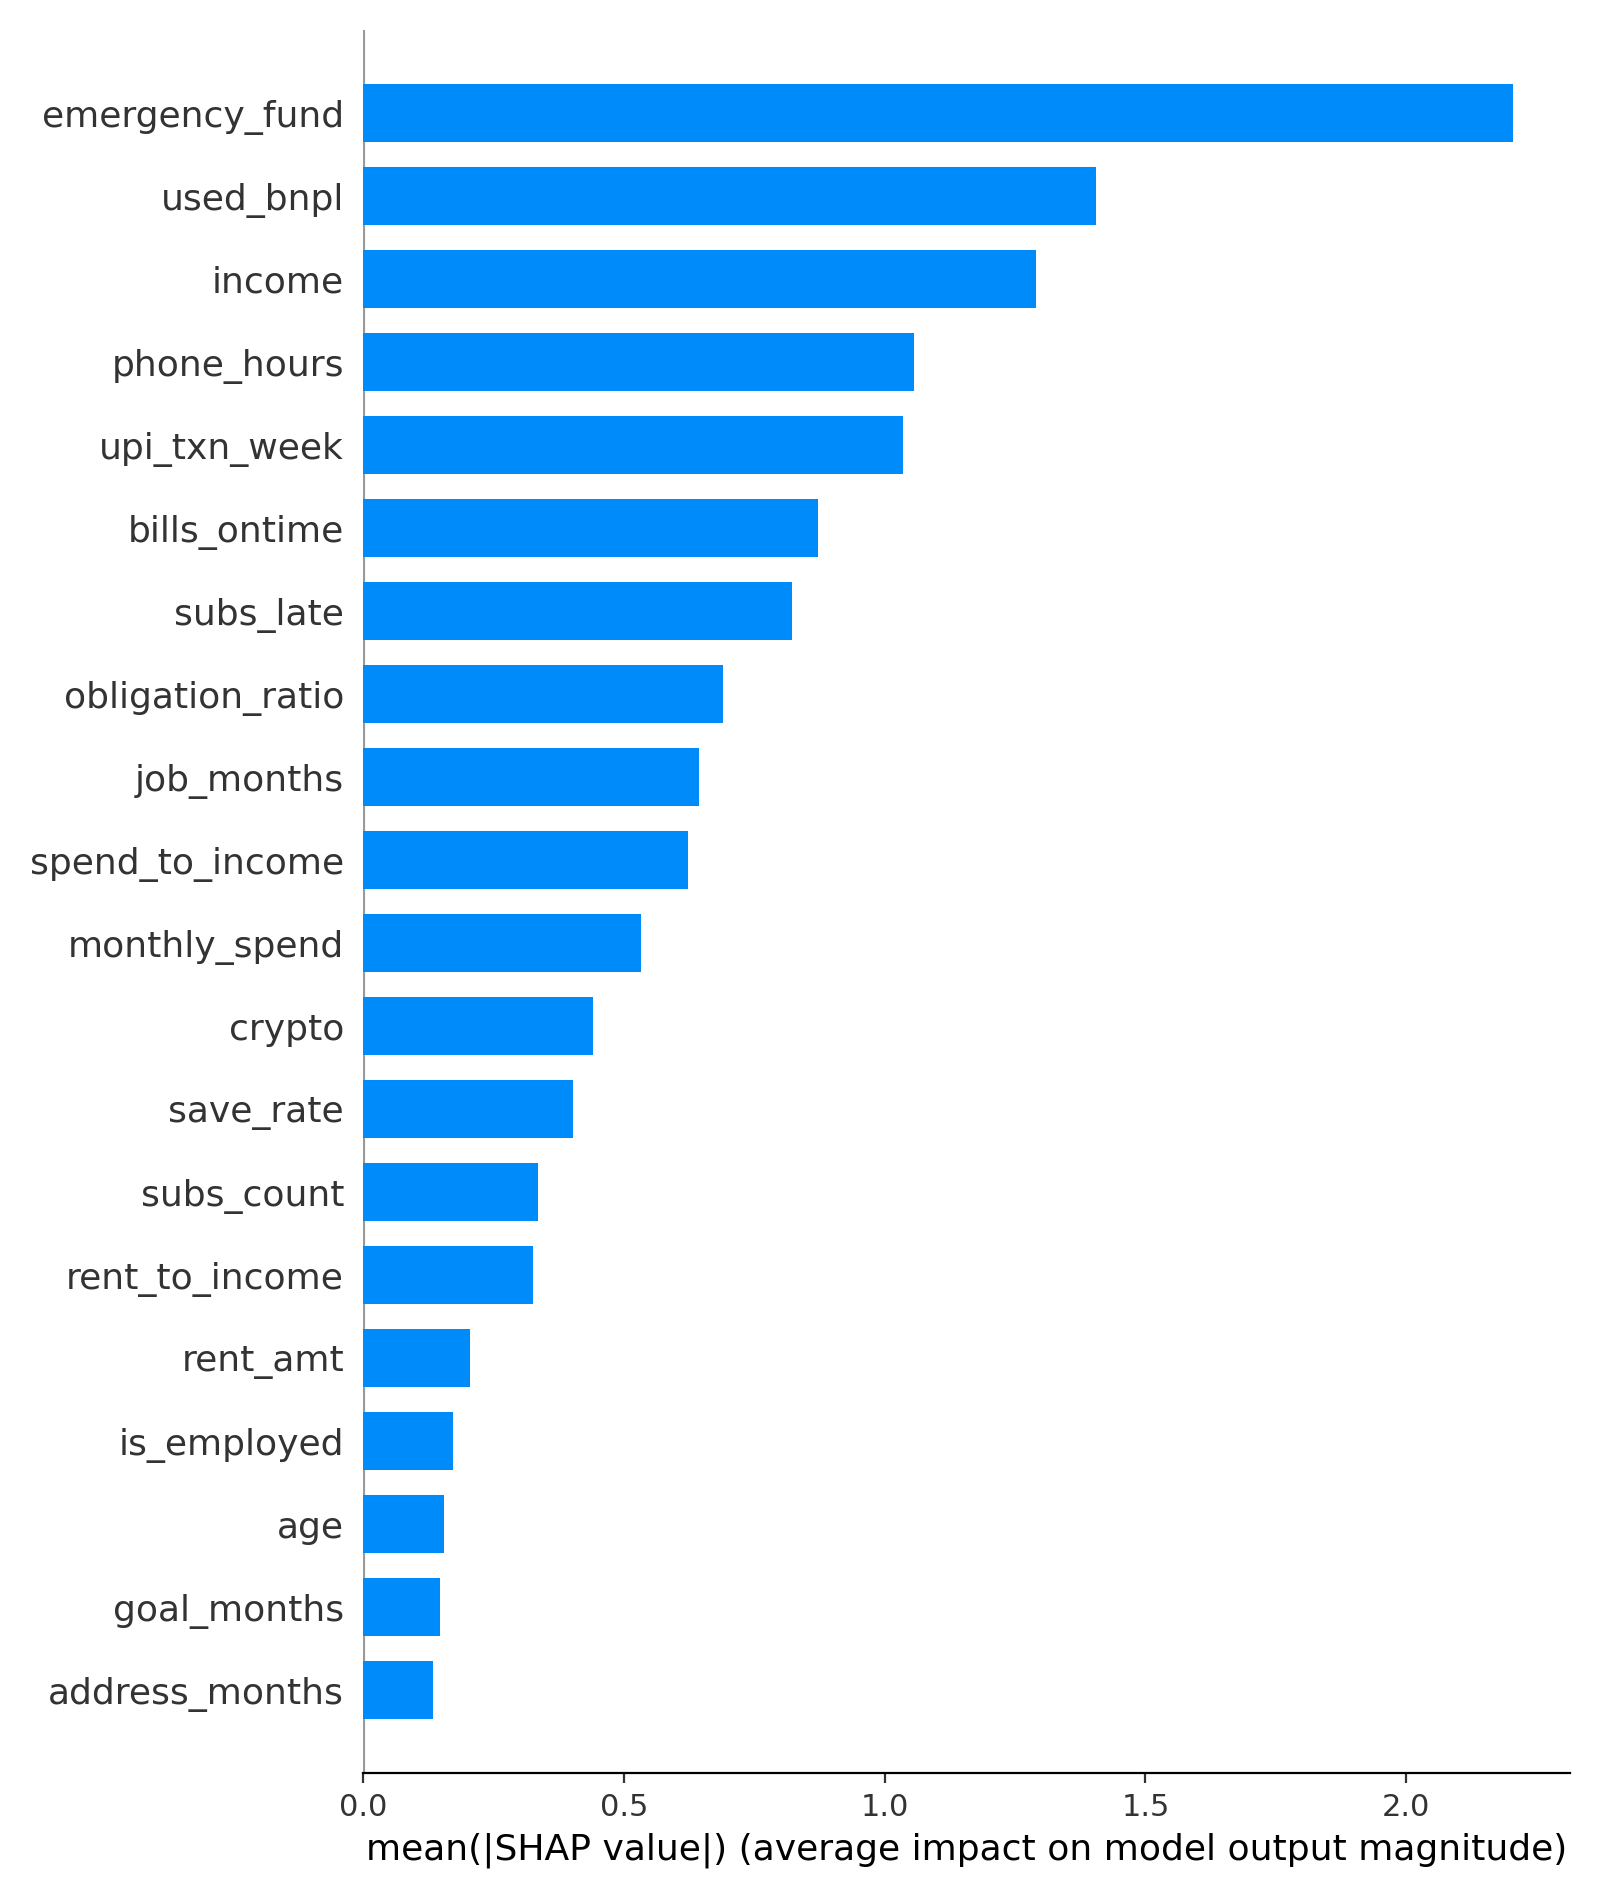 emergency_fund
used_bnpl
income
phone_hours
upi_txn_week
bills_ontime
subs_late
obligation_ratio
job_months
spend_to_income
monthly_spend
crypto
save_rate
subs_count
rent_to_income
rent_amt
is_employed
age
goal_months
address_months
0.0 0.5 1.0 1.5 2.0
mean(|SHAP value|) (average impact on model output magnitude)